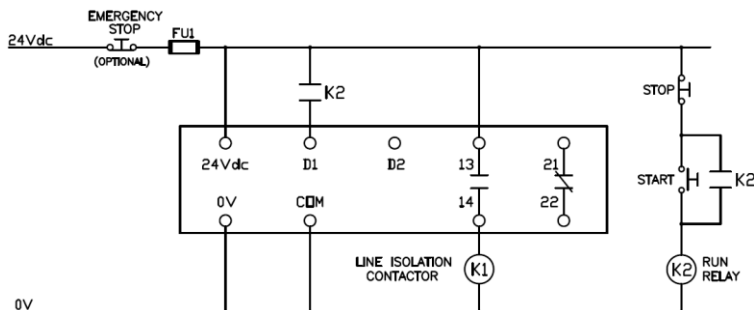 EMERGENCY
STOP
24Vdc
FU1
(OPTIONAL)
K2
STOP
24Vdc
D1
D2
13
21
START
K2
0V
COM
14
22
LINE ISOLATION
CONTACTOR
K1
K2
RUN
RELAY
0V